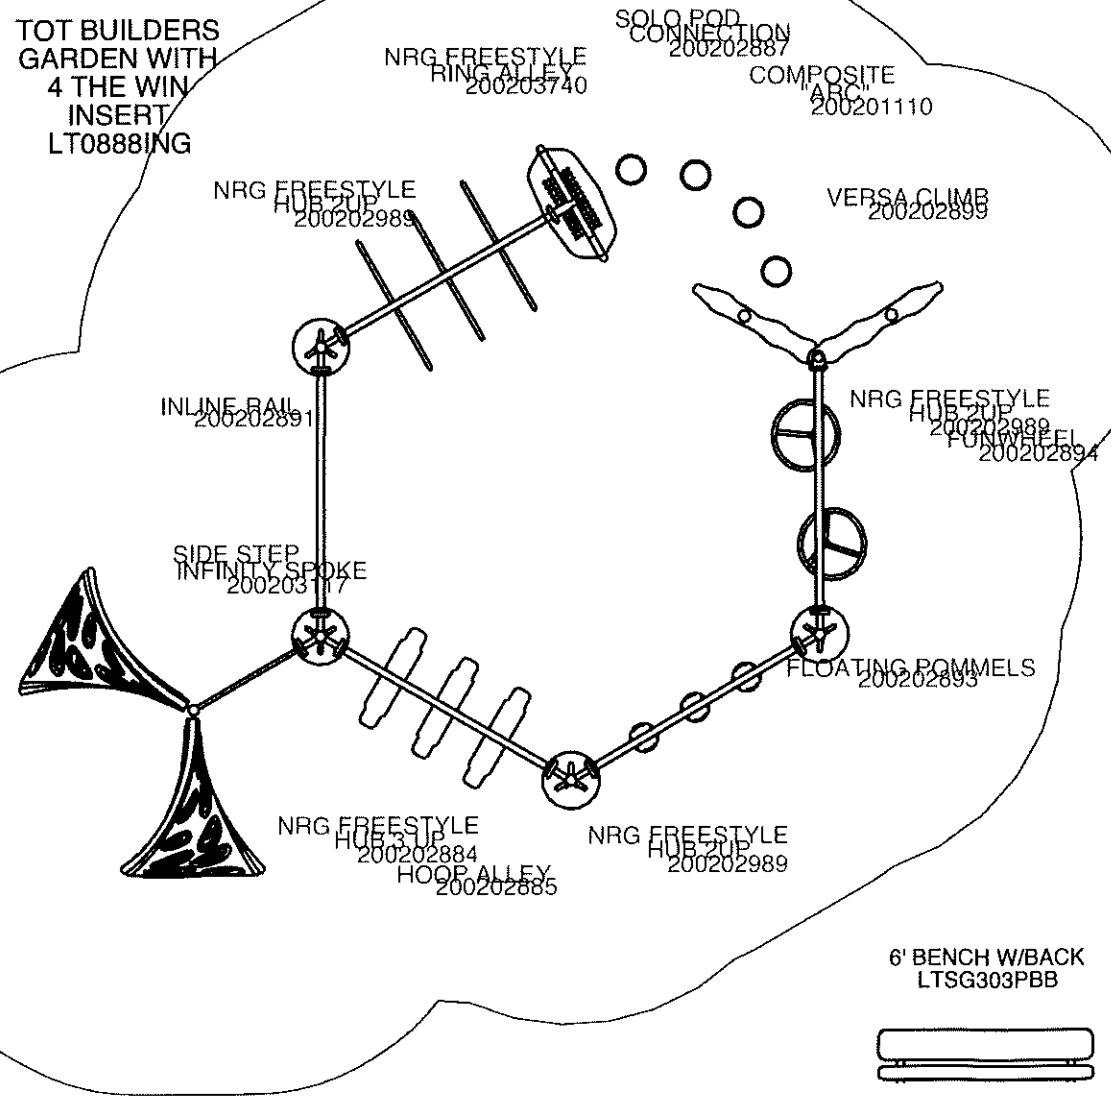 TOT BUILDERS
GARDEN WITH
4 THE WIN
INSERT
LT0888ING
SOLO POD
CONNECTION
200202887
NRG FREESTYLE
RING ALLEY
200203740
COMPOSITE
"ARC"
200201110
NRG FREESTYLE
HUB 2UP
200202989
VERSA CLIMB
200202899
INLINE RAIL
200202891
NRG FREESTYLE
HUB 2UP
200202989
FUNWHEEL
200202894
SIDE STEP
INFINITY SPOKE
200203117
FLOATING POMMELS
200202893
NRG FREESTYLE
HUB 3 UP
200202884
HOOP ALLEY
200202885
NRG FREESTYLE
HUB 2UP
200202989
6' BENCH W/BACK
LTSG303PBB